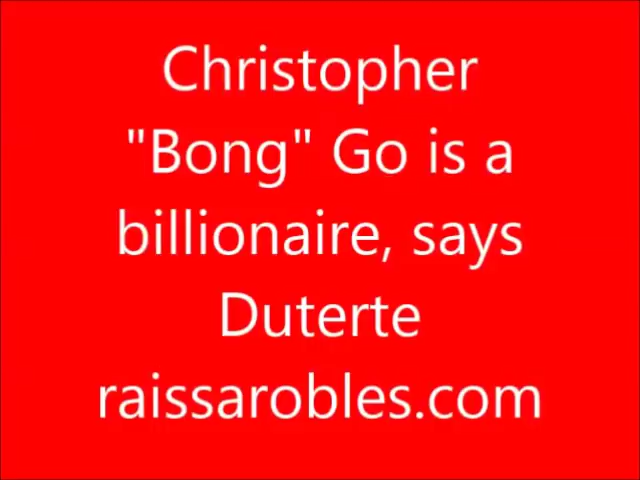 Christopher
"Bong" Go is a
billionaire, says
Duterte
raissarobles.com